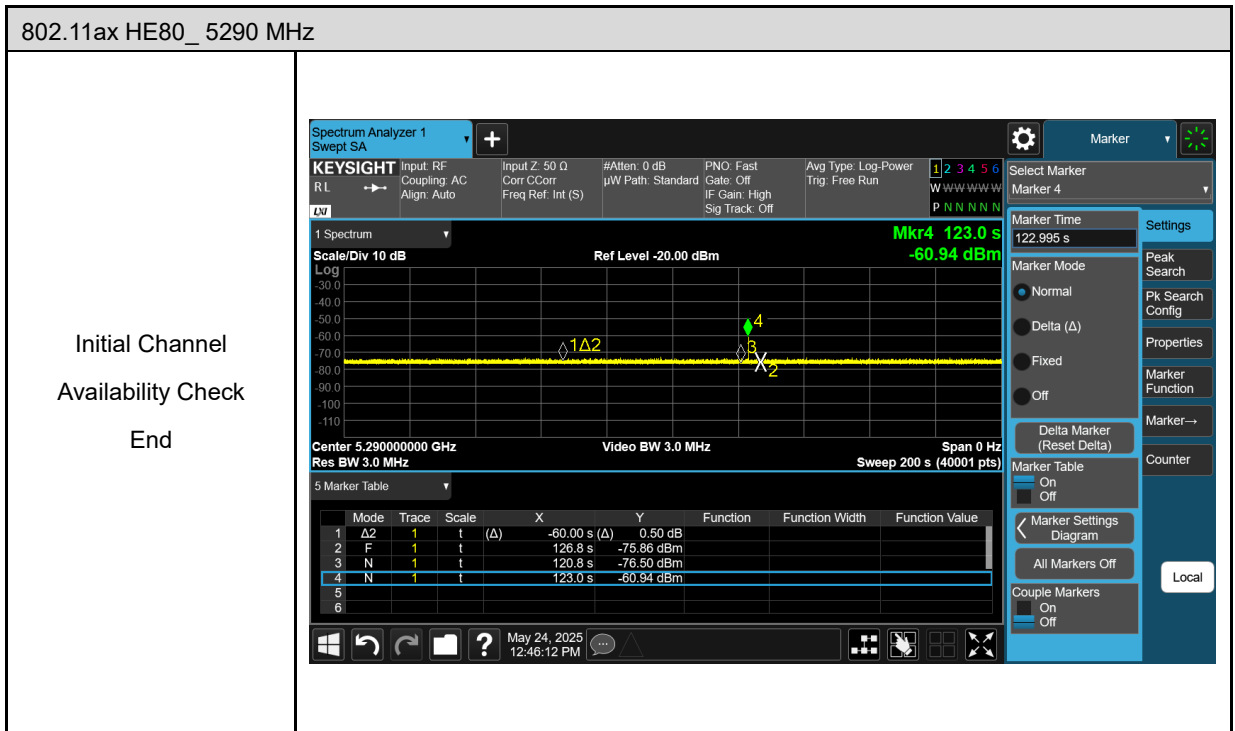 802.11ax HE80_ 5290 MHz
Initial Channel
Availability Check
End
Spectrum Analyzer 1
Swept SA
Marker
KEYSIGHT
R L
LXI
Input: RF
Coupling: AC
Align: Auto
Input Z: 50 Ω
Corr CCorr
Freq Ref: Int (S)
#Atten: 0 dB
µW Path: Standard
PNO: Fast
Gate: Off
IF Gain: High
Sig Track: Off
Avg Type: Log-Power
Trig: Free Run
1 2 3 4 5 6
W W W W W W
P N N N N N
Select Marker
Marker 4
1 Spectrum
Mkr4 123.0 s
Scale/Div 10 dB
Ref Level -20.00 dBm
-60.94 dBm
Log
-30.0
-40.0
-50.0
-60.0
-70.0
-80.0
-90.0
-100
-110
4
1Δ2
3
2
Center 5.290000000 GHz
Video BW 3.0 MHz
Span 0 Hz
Res BW 3.0 MHz
Sweep 200 s (40001 pts)
5 Marker Table
Mode Trace Scale X Y Function Function Width Function Value
1 Δ2 1 t (Δ) -60.00 s (Δ) 0.50 dB
2 F 1 t 126.8 s -75.86 dBm
3 N 1 t 120.8 s -76.50 dBm
4 N 1 t 123.0 s -60.94 dBm
5
6
Marker Time
122.995 s
Marker Mode
Normal
Delta (Δ)
Fixed
Off
Delta Marker
(Reset Delta)
Marker Table
On
Off
Marker Settings
Diagram
All Markers Off
Couple Markers
On
Off
Settings
Peak
Search
Pk Search
Config
Properties
Marker
Function
Marker→
Counter
Local
?
May 24, 2025
12:46:12 PM